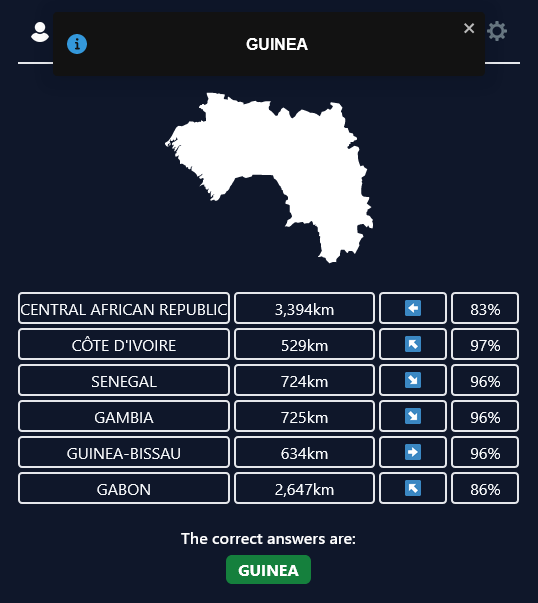 GUINEA
CENTRAL AFRICAN REPUBLIC 3,394km 83%
CÔTE D'IVOIRE 529km 97%
SENEGAL 724km 96%
GAMBIA 725km 96%
GUINEA-BISSAU 634km 96%
GABON 2,647km 86%
The correct answers are:
GUINEA